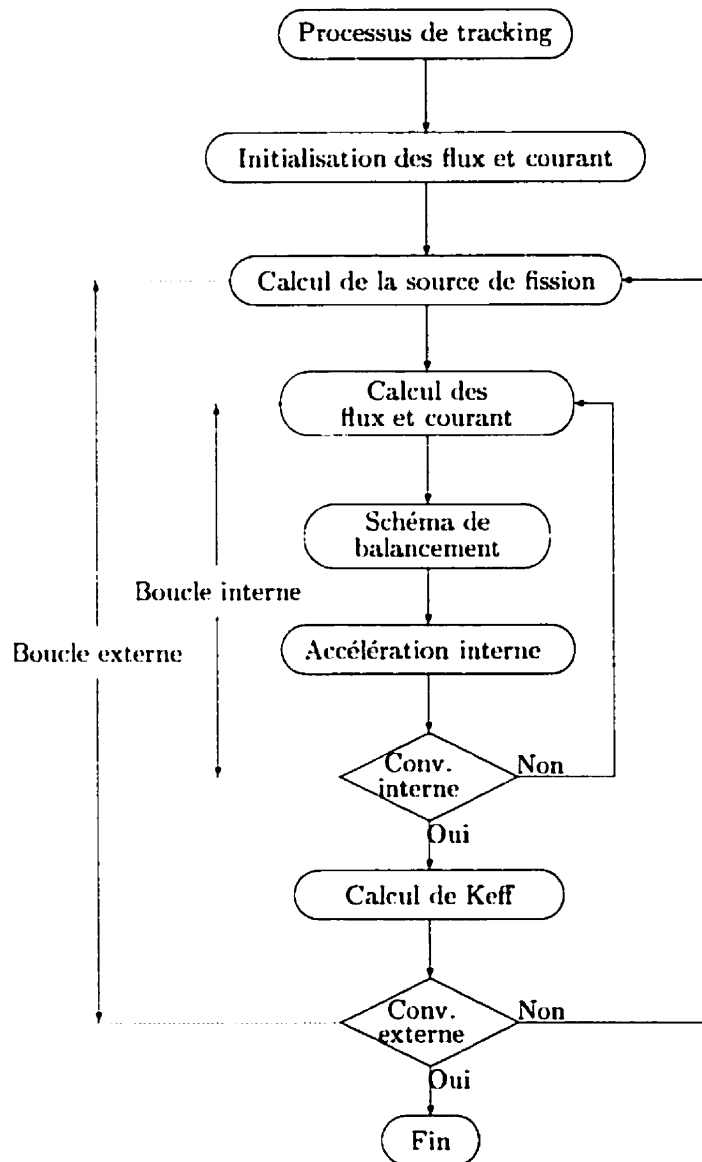 Processus de tracking
Initialisation des flux et courant
Calcul de la source de fission
Calcul des
flux et courant
Schéma de
balancement
Boucle interne
Accélération interne
Boucle externe
Conv.
interne
Non
Oui
Calcul de Keff
Conv.
externe
Non
Oui
Fin